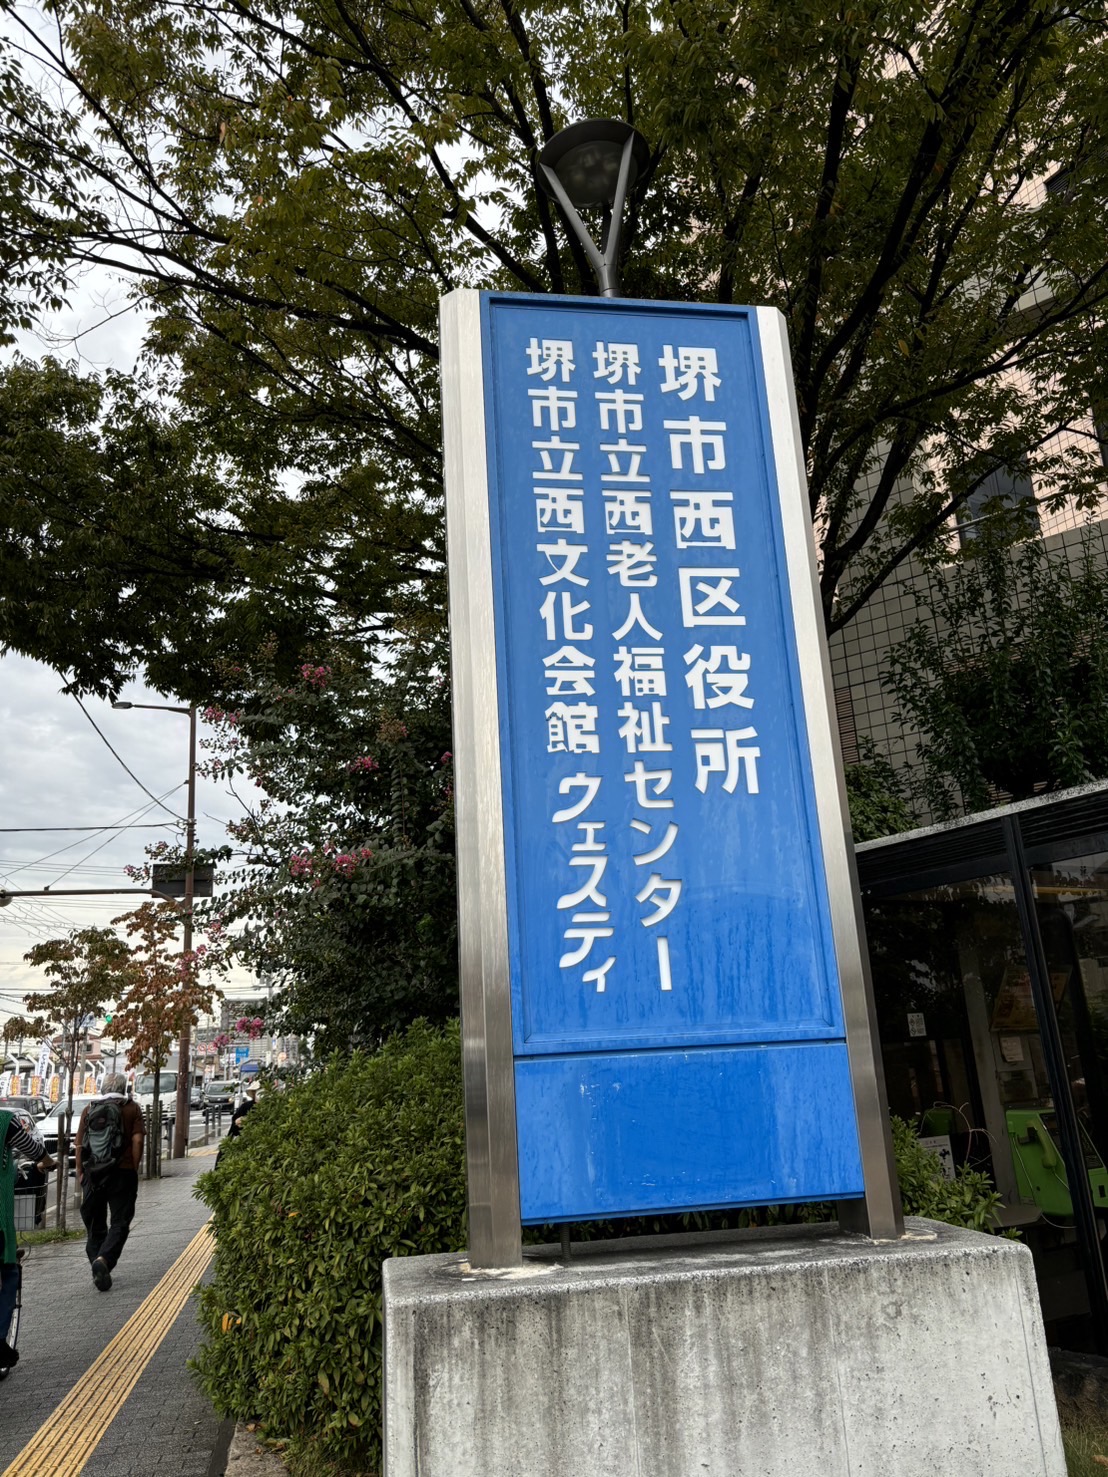 堺市西区役所
堺市立西老人福祉センター
堺市立西文化会館 ウェスティ